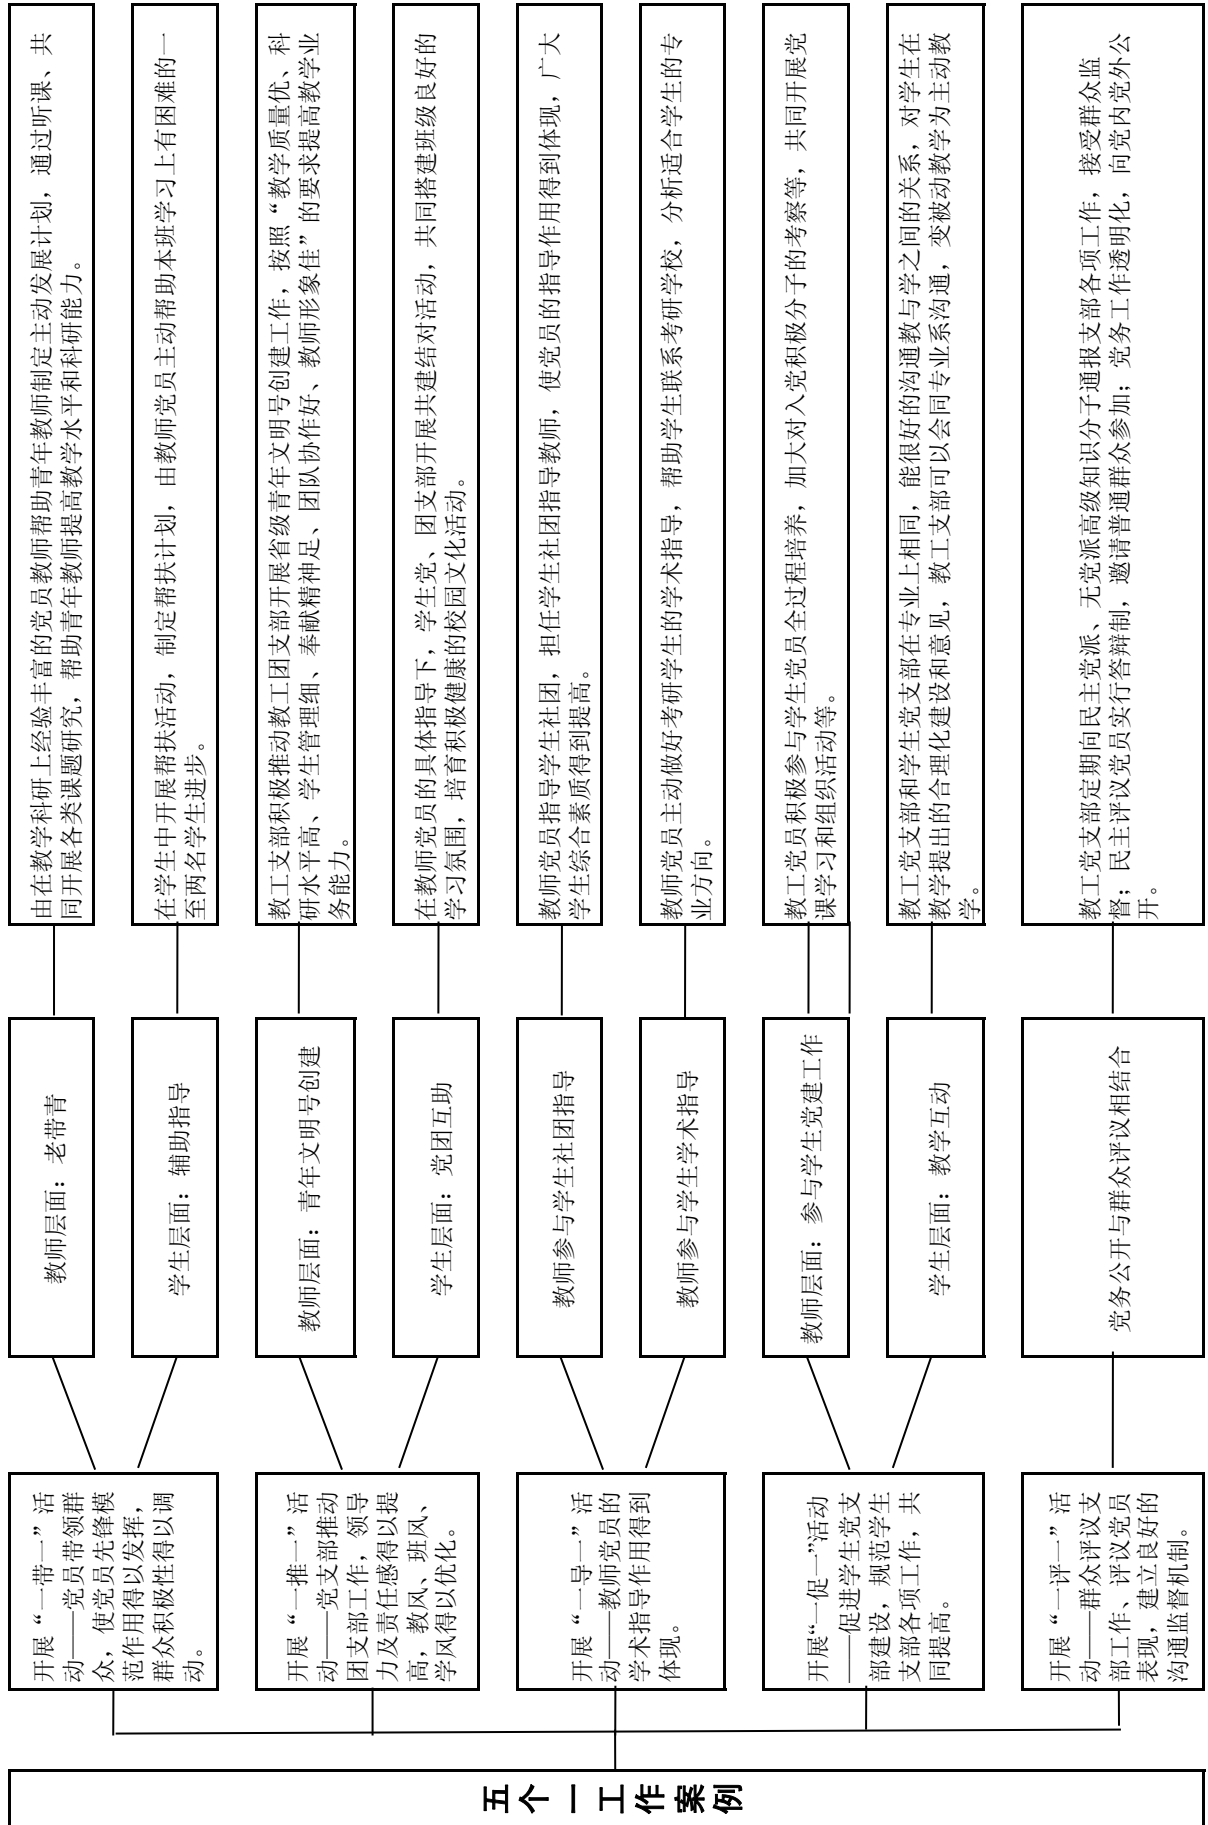 五个一工作案例
开展“一带一”活
动——党员带领群
众，使党员先锋模
范作用得以发挥，
群众积极性得以调
动。
教师层面：老带青
由在教学科研上经验丰富的党员教师帮助青年教师制定主动发展计划，通过听课、共
同开展各类课题研究，帮助青年教师提高教学水平和科研能力。
学生层面：辅助指导
在学生中开展帮扶活动，制定帮扶计划，由教师党员主动帮助本班学习上有困难的一
至两名学生进步。
开展“一推一”活
动——党支部推动
团支部工作，领导
力及责任感得以提
高，教风、班风、
学风得以优化。
教师层面：青年文明号创建
教工支部积极推动教工团支部开展省级青年文明号创建工作，按照“教学质量优、科
研水平高、学生管理细、奉献精神足、团队协作好、教师形象佳”的要求提高教学业
务能力。
学生层面：党团互助
在教师党员的具体指导下，学生党、团支部开展共建结对活动，共同搭建班级良好的
学习氛围，培育积极健康的校园文化活动。
开展“一导一”活
动——教师党员的
学术指导作用得到
体现。
教师参与学生社团指导
教师党员指导学生社团，担任学生社团指导教师，使党员的指导作用得到体现，广大
学生综合素质得到提高。
教师参与学生学术指导
教师党员主动做好考研学生的学术指导，帮助学生联系考研学校，分析适合学生的专
业方向。
开展“一促一”活动
——促进学生党支
部建设，规范学生
支部各项工作，共
同提高。
教师层面：参与学生党建工作
教工党员积极参与学生党员全过程培养，加大对入党积极分子的考察等，共同开展党
课学习和组织活动等。
学生层面：教学互动
教工党支部和学生党支部在专业上相同，能很好的沟通教与学之间的关系，对学生在
教学提出的合理化建设和意见，教工支部可以会同专业系沟通，变被动教学为主动教
学。
开展“一评一”活
动——群众评议支
部工作、评议党员
表现，建立良好的
沟通监督机制。
党务公开与群众评议相结合
教工党支部定期向民主党派、无党派高级知识分子通报支部各项工作，接受群众监
督；民主评议党员实行答辩制，邀请普通群众参加；党务工作透明化，向党内党外公
开。